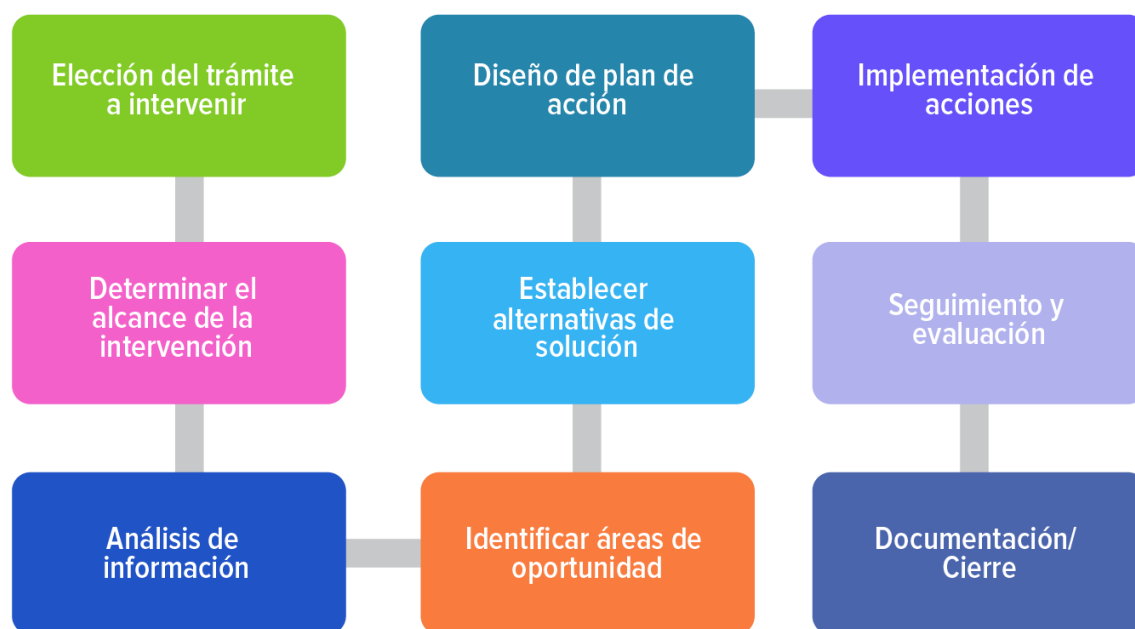 Elección del trámite
a intervenir
Determinar el
alcance de la
intervención
Análisis de
información
Identificar áreas de
oportunidad
Establecer
alternativas de
solución
Diseño de plan de
acción
Implementación de
acciones
Seguimiento y
evaluación
Documentación/
Cierre